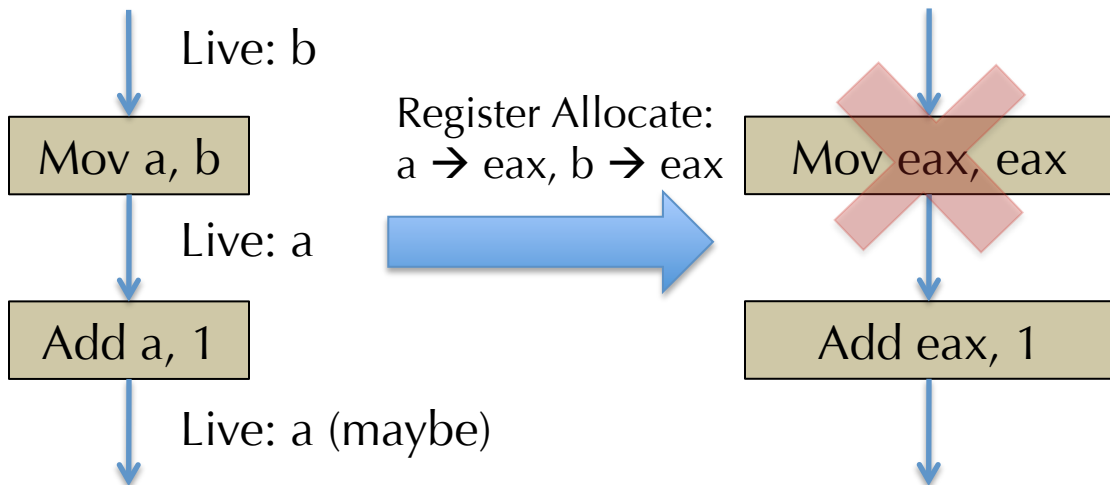 Live: b
Mov a, b
Live: a
Add a, 1
Live: a (maybe)
Register Allocate:
a → eax, b → eax
Mov eax, eax
Add eax, 1